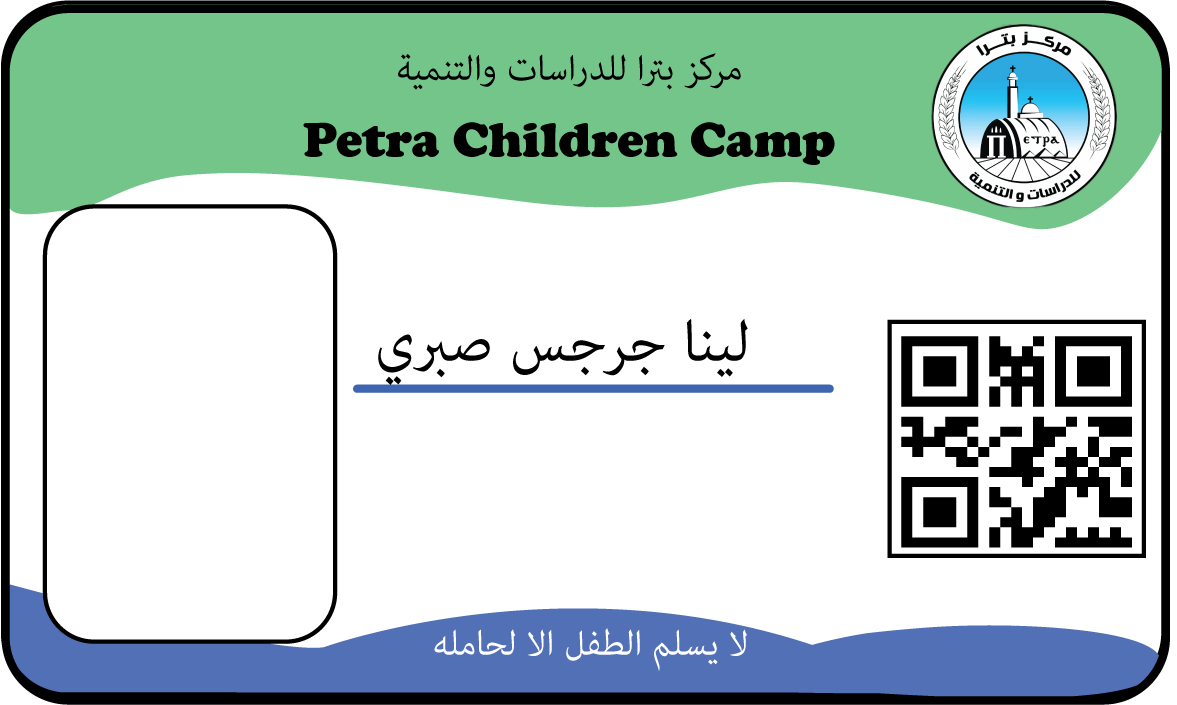 مركز بترا للدراسات والتنمية
Petra Children Camp
مركز بترا
ETPA
للدراسات و التنمية
لينا جرجس صبري
لا يسلم الطفل الا لحامله